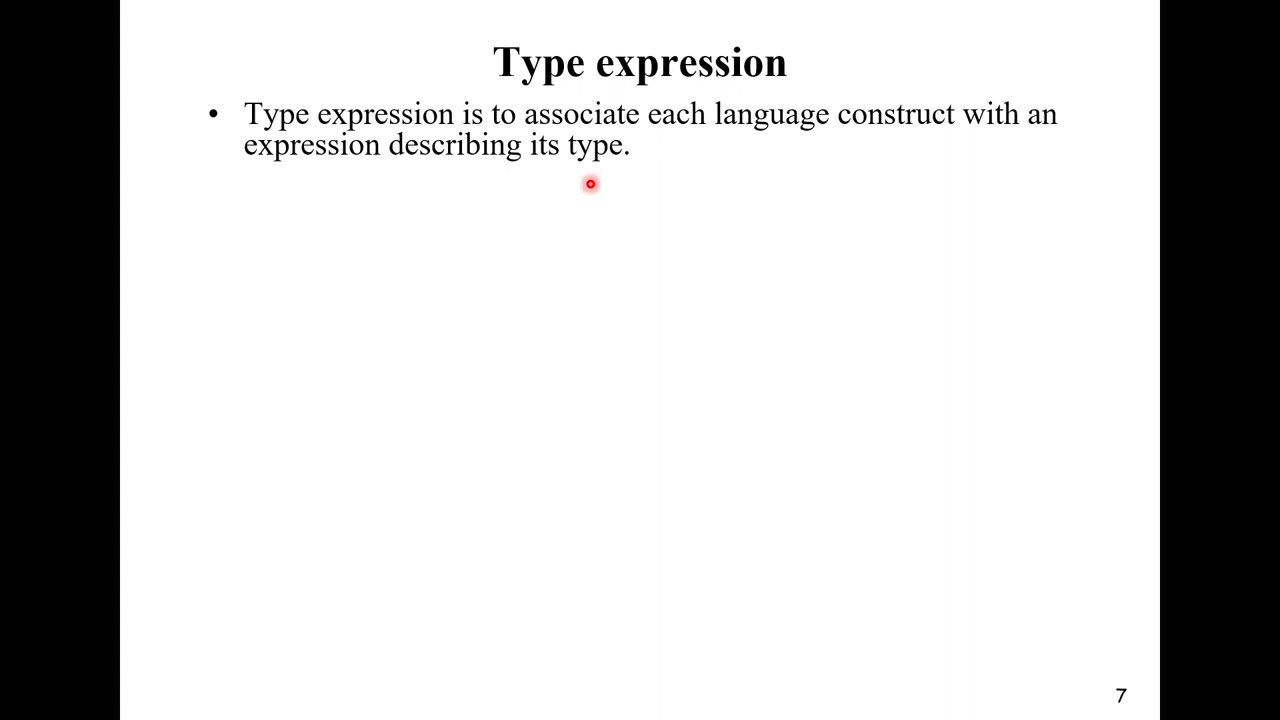 Type expression
• Type expression is to associate each language construct with an
expression describing its type.
7